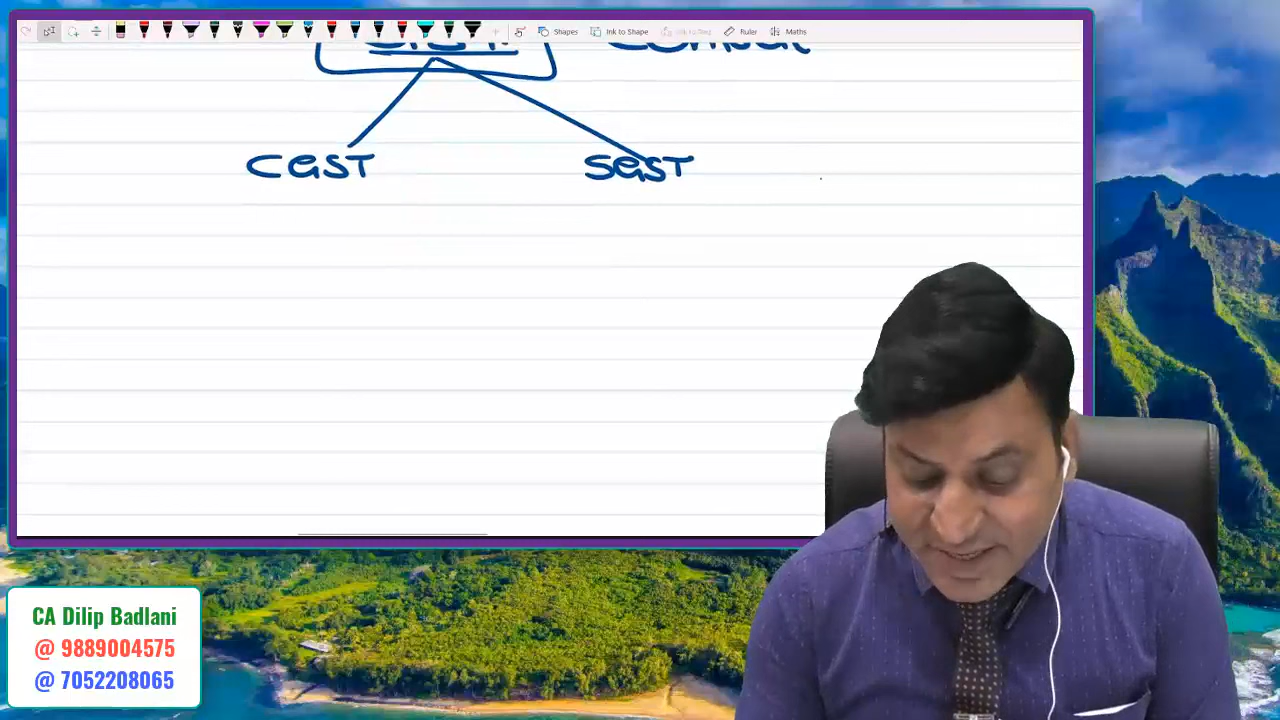 Shapes Ink to Shape Ruler Maths
CGST SGST
CA Dilip Badlani
@ 9889004575
@ 7052208065